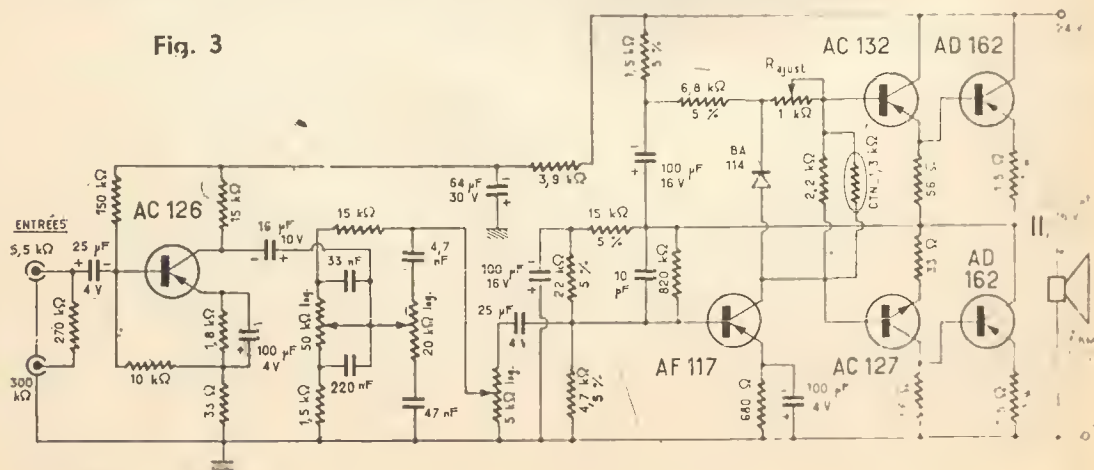 Fig. 3
ENTRÉES
5,5 kΩ
300 kΩ
270 kΩ
25 µF
4 V
150 kΩ
AC 126
15 kΩ
10 kΩ
1,8 kΩ
100 µF
4 V
33 Ω
16 µF
10 V
15 kΩ
33 nF
50 kΩ log.
220 nF
1,5 kΩ
4,7 nF
20 kΩ log.
47 nF
64 µF
30 V
3,9 kΩ
5 kΩ log.
25 µF
4 V
100 µF
16 V
15 kΩ
5 %
22 kΩ
5 %
4,7 kΩ
5 %
10 pF
820 kΩ
1,5 kΩ
5 %
100 µF
16 V
6,8 kΩ
5 %
BA 114
R ajust
1 kΩ
2,2 kΩ
CTN_1,3 kΩ
AF 117
680 Ω
100 µF
4 V
AC 132
AD 162
56 Ω
33 Ω
AC 127
AD 162
24 V